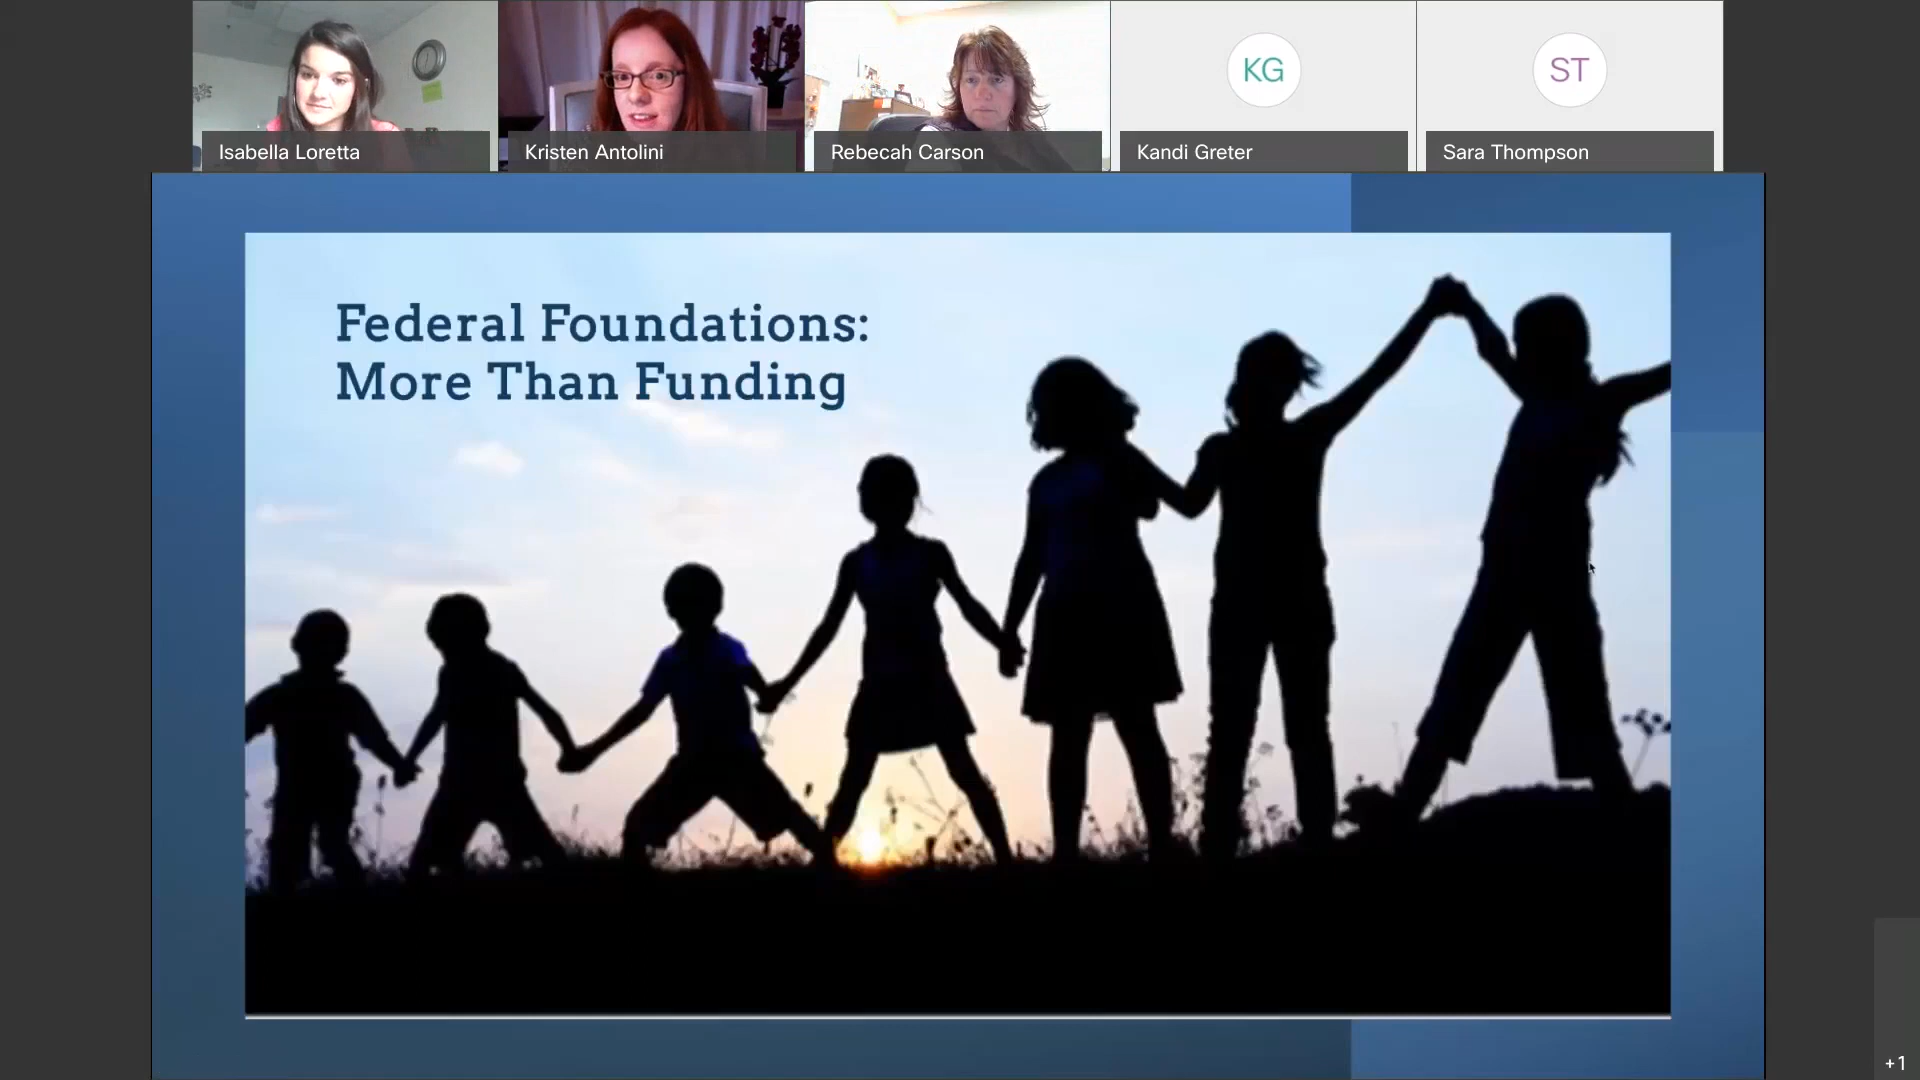 Isabella Loretta
Kristen Antolini
Rebecah Carson
KG
Kandi Greter
ST
Sara Thompson
Federal Foundations:
More Than Funding
+1